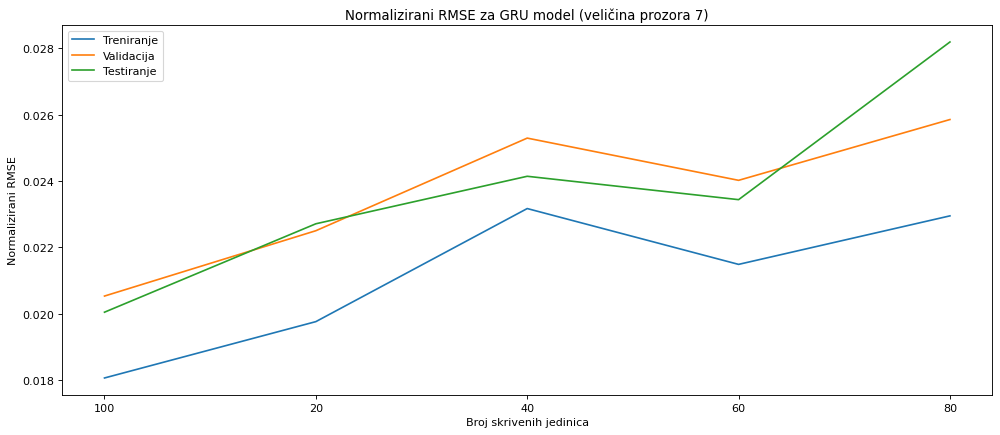 Normalizirani RMSE za GRU model (veličina prozora 7)
Treniranje
Validacija
Testiranje
0.028
0.026
0.024
0.022
0.020
0.018
Normalizirani RMSE
100 20 40 60 80
Broj skrivenih jedinica